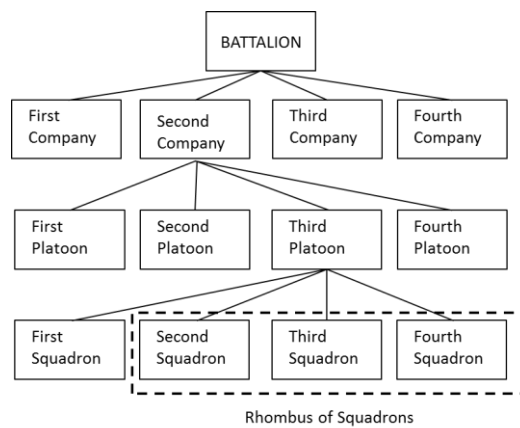 BATTALION
First
Company
Second
Company
Third
Company
Fourth
Company
First
Platoon
Second
Platoon
Third
Platoon
Fourth
Platoon
First
Squadron
Second
Squadron
Third
Squadron
Fourth
Squadron
Rhombus of Squadrons